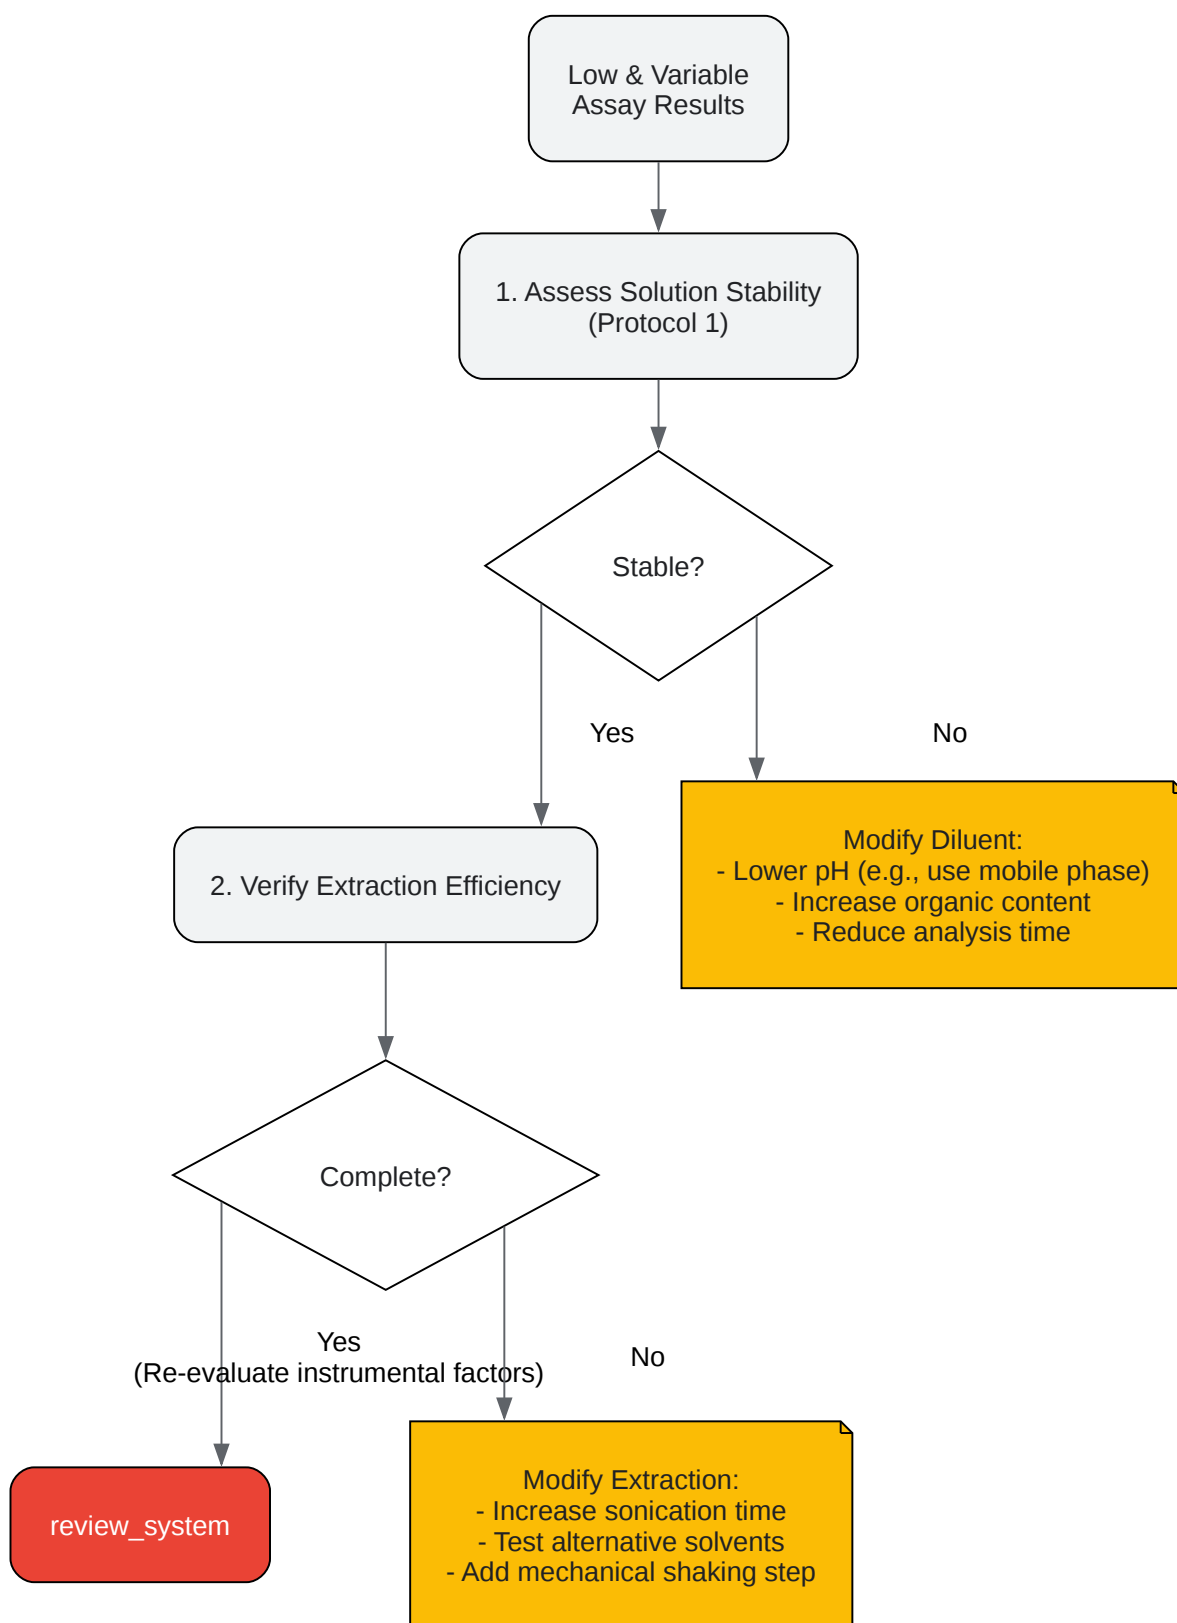 Low & Variable
Assay Results
1. Assess Solution Stability
(Protocol 1)
Stable?
Yes
No
Modify Diluent:
- Lower pH (e.g., use mobile phase)
- Increase organic content
- Reduce analysis time
2. Verify Extraction Efficiency
Complete?
Yes
(Re-evaluate instrumental factors)
No
review_system
Modify Extraction:
- Increase sonication time
- Test alternative solvents
- Add mechanical shaking step